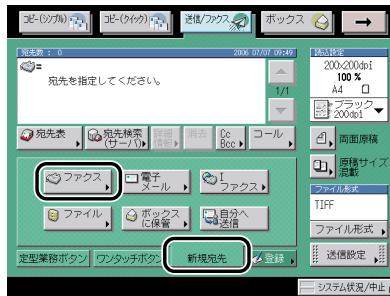 コピー(シンプル)
コピー(クイック)
送信/ファクス
ボックス
宛先数 : 0
2006 07/07 09:49
宛先を指定してください。
1/1
宛先表
宛先検索
(サーバ)
詳細
情報
消去
Cc
Bcc
コール
ファクス
電子
メール
I
ファクス
ファイル
ボックス
に保管
自分へ
送信
定型業務ボタン
ワンタッチボタン
新規宛先
登録
読込設定
200×200dpi
100 %
A4
ブラック
200dpi
両面原稿
原稿サイズ
混載
ファイル形式
TIFF
ファイル形式
送信設定
システム状況/中止